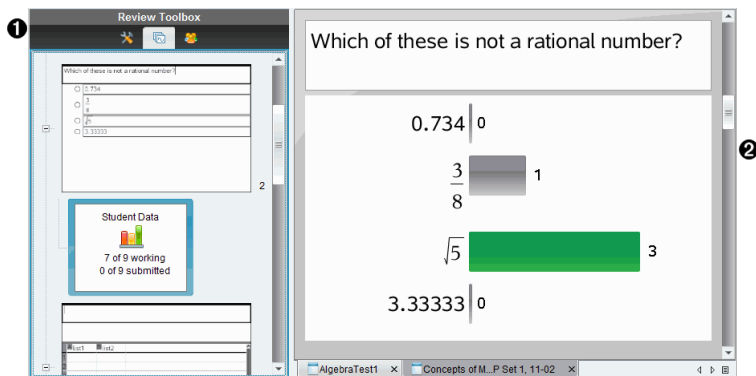 ❶
Review Toolbox
Which of these is not a rational number?
0.734
3
8
√5
3.33333
2
Student Data
7 of 9 working
0 of 9 submitted
list1 list2
Which of these is not a rational number?
0.734 0
3/8 1
√5 3
3.33333 0
❷
AlgebraTest1 × Concepts of M...P Set 1, 11-02 ×